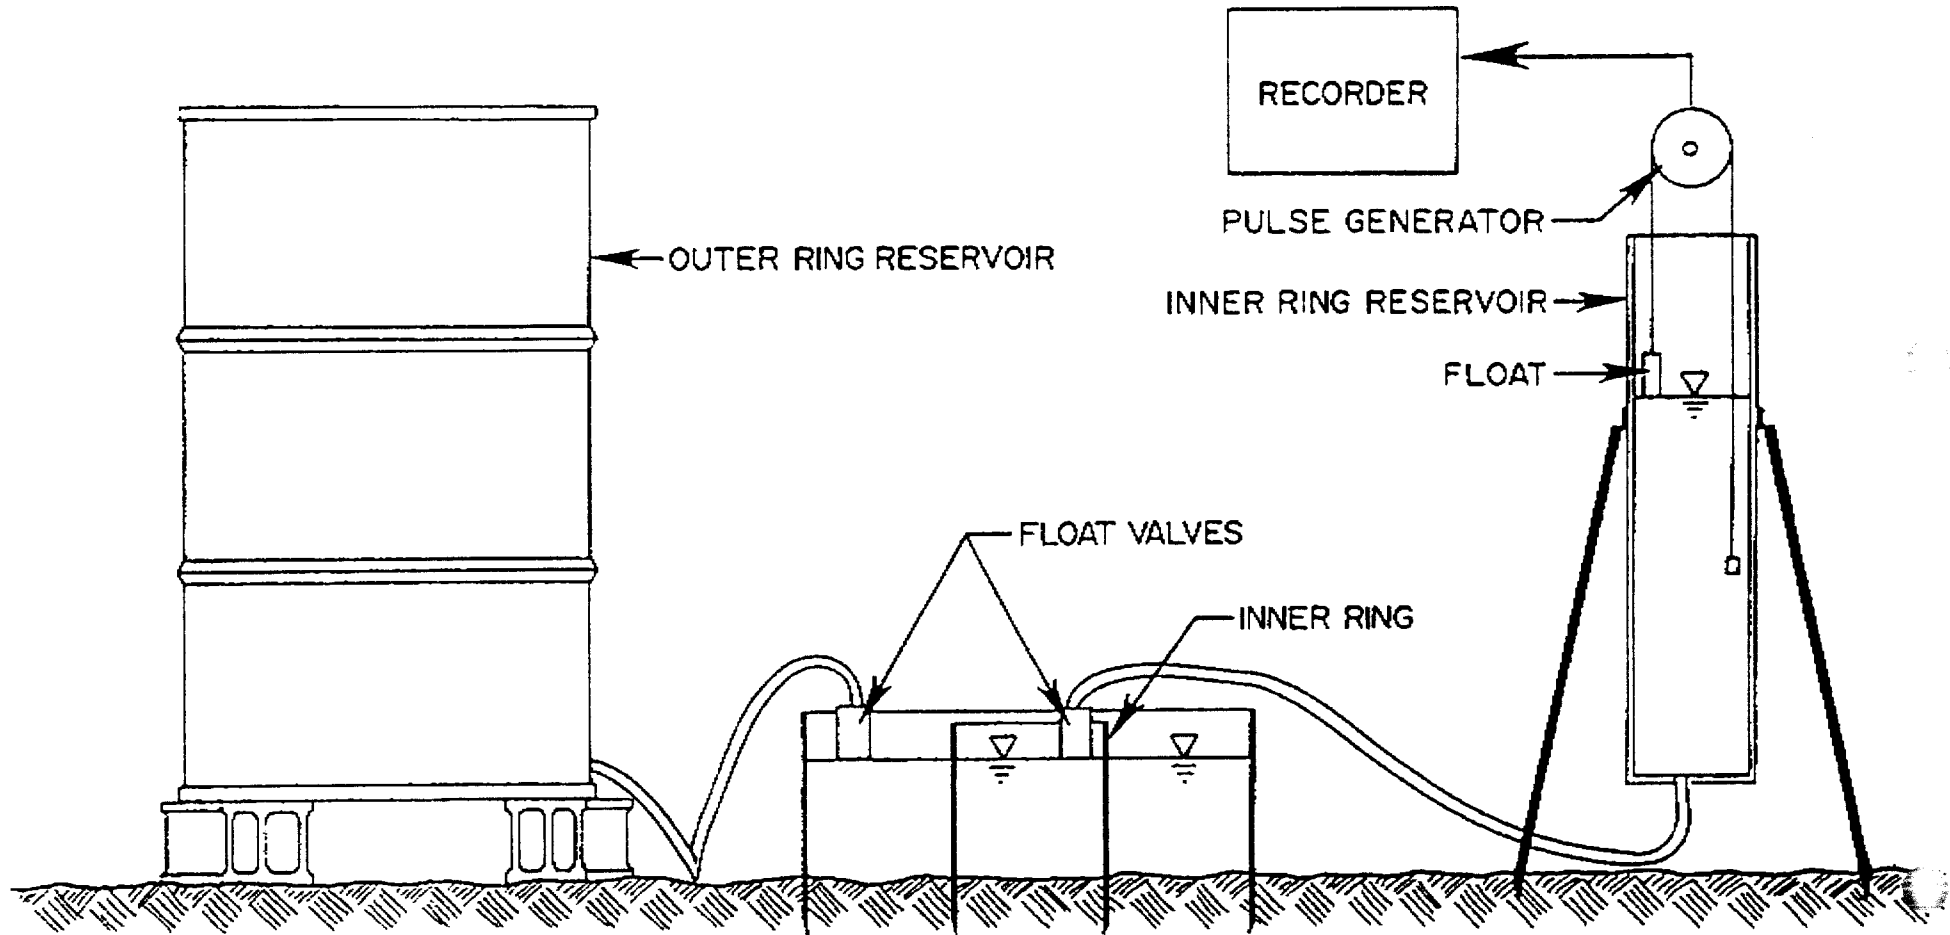 RECORDER
PULSE GENERATOR
OUTER RING RESERVOIR
INNER RING RESERVOIR
FLOAT
FLOAT VALVES
INNER RING